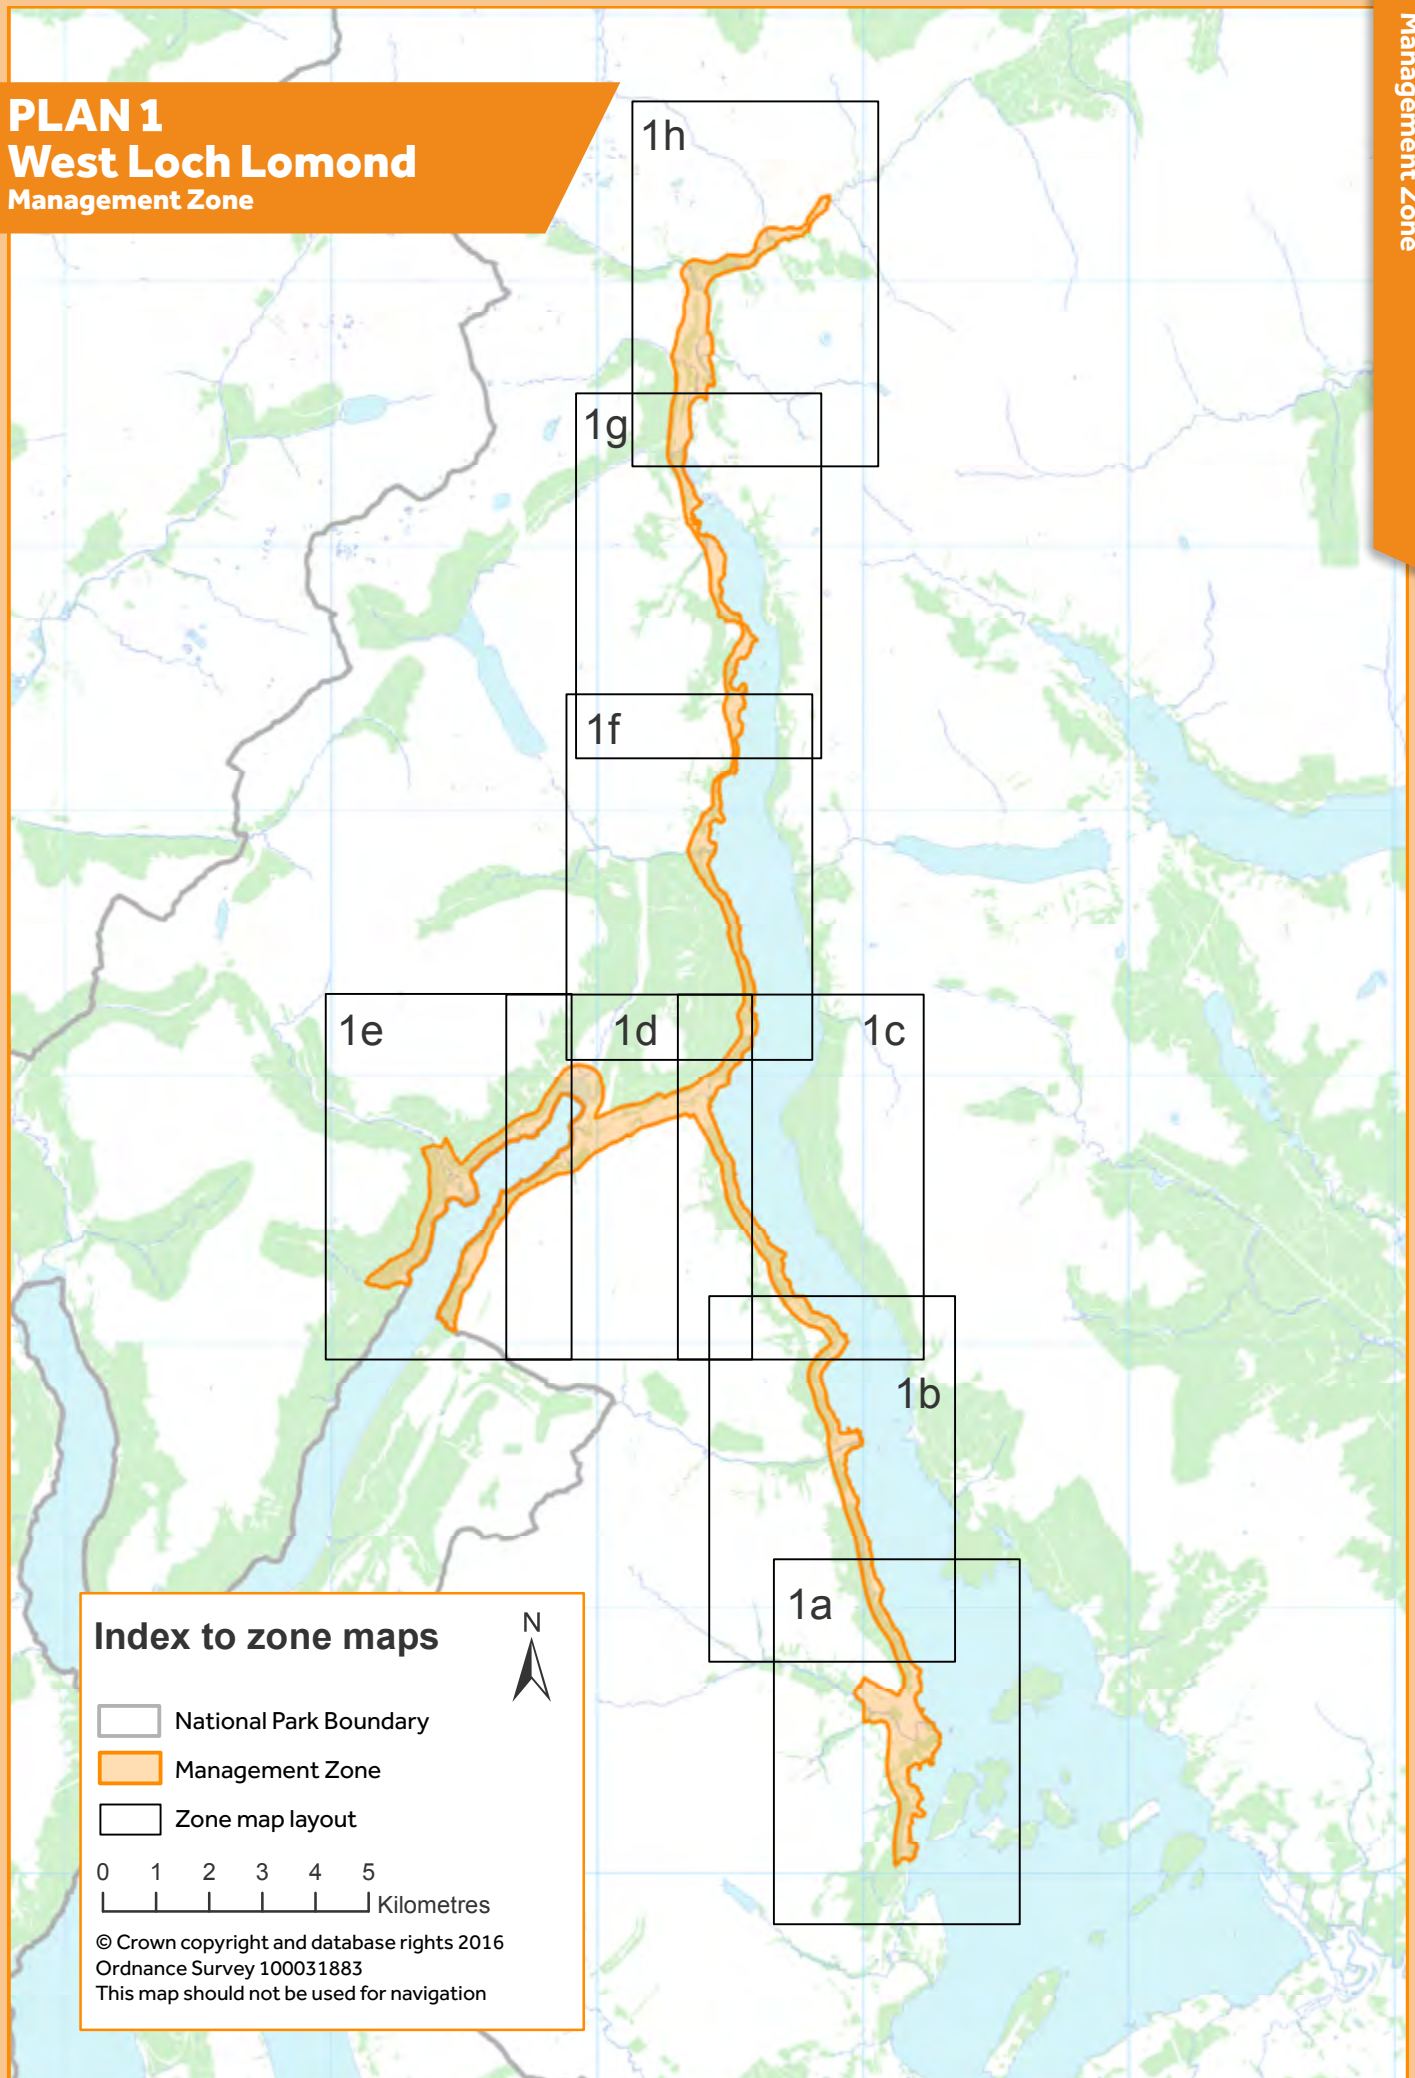 PLAN 1
West Loch Lomond
Management Zone
Management Zone
1h
1g
1f
1e
1d
1c
1b
1a
Index to zone maps
N
National Park Boundary
Management Zone
Zone map layout
0 1 2 3 4 5
Kilometres
© Crown copyright and database rights 2016
Ordnance Survey 100031883
This map should not be used for navigation